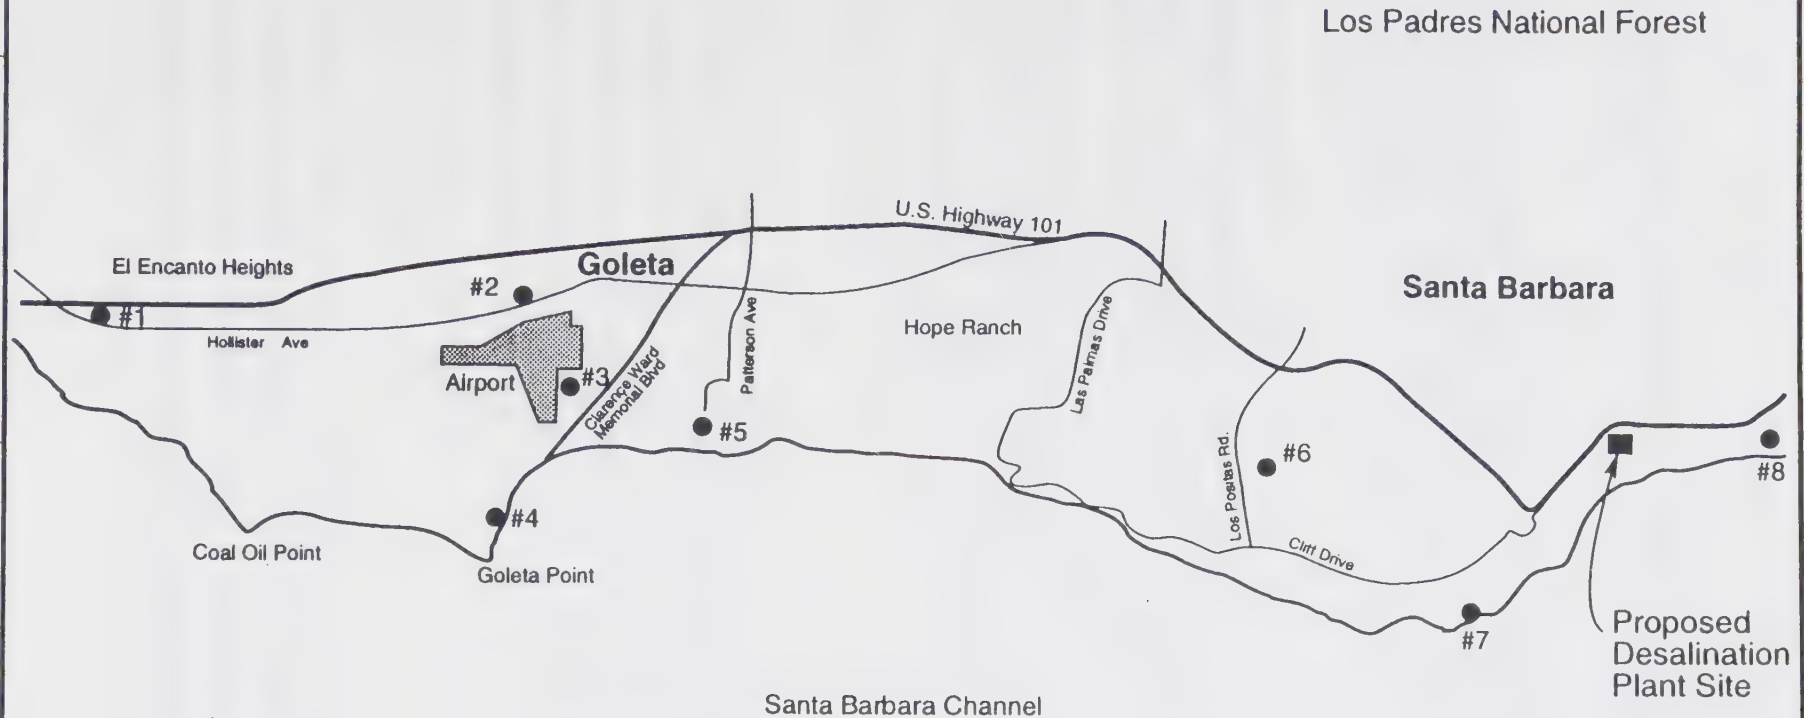 Los Padres National Forest
U.S. Highway 101
El Encanto Heights
Goleta
#2
Santa Barbara
#1
Hollister Ave
Hope Ranch
Patterson Ave
Las Palmas Drive
Airport
#3
Clarence Ward
Memorial Blvd
#5
#6
Los Positas Rd.
#8
#4
Coal Oil Point
Cliff Drive
Goleta Point
#7
Proposed
Desalination
Plant Site
Santa Barbara Channel